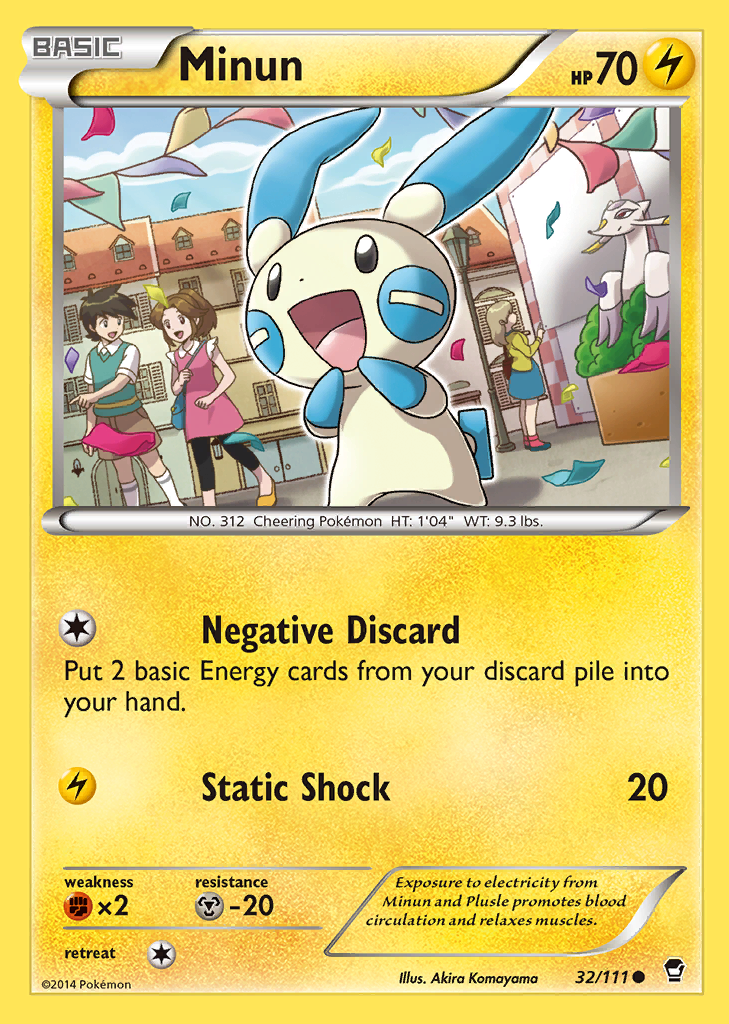 BASIC Minun HP 70
NO. 312 Cheering Pokémon HT: 1'04" WT: 9.3 lbs.
Negative Discard
Put 2 basic Energy cards from your discard pile into
your hand.
Static Shock 20
weakness resistance
×2 -20
retreat
Exposure to electricity from
Minun and Plusle promotes blood
circulation and relaxes muscles.
©2014 Pokémon Illus. Akira Komayama 32/111